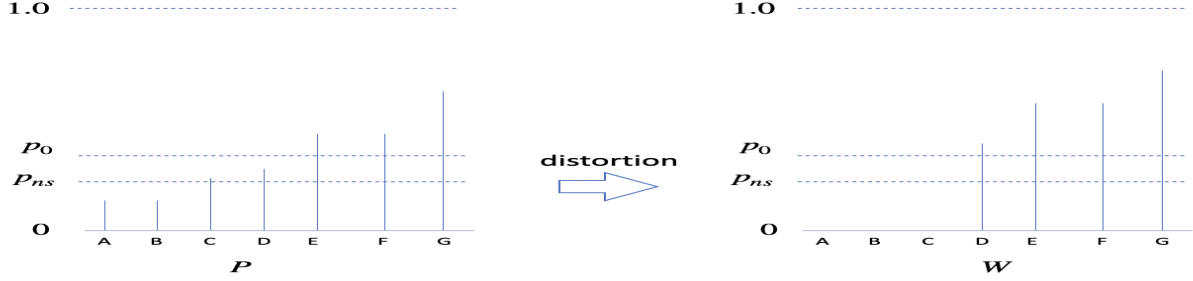 1.0 1.0
p0 p0
distortion
pns pns
0 0
A B C D E F G A B C D E F G
P W